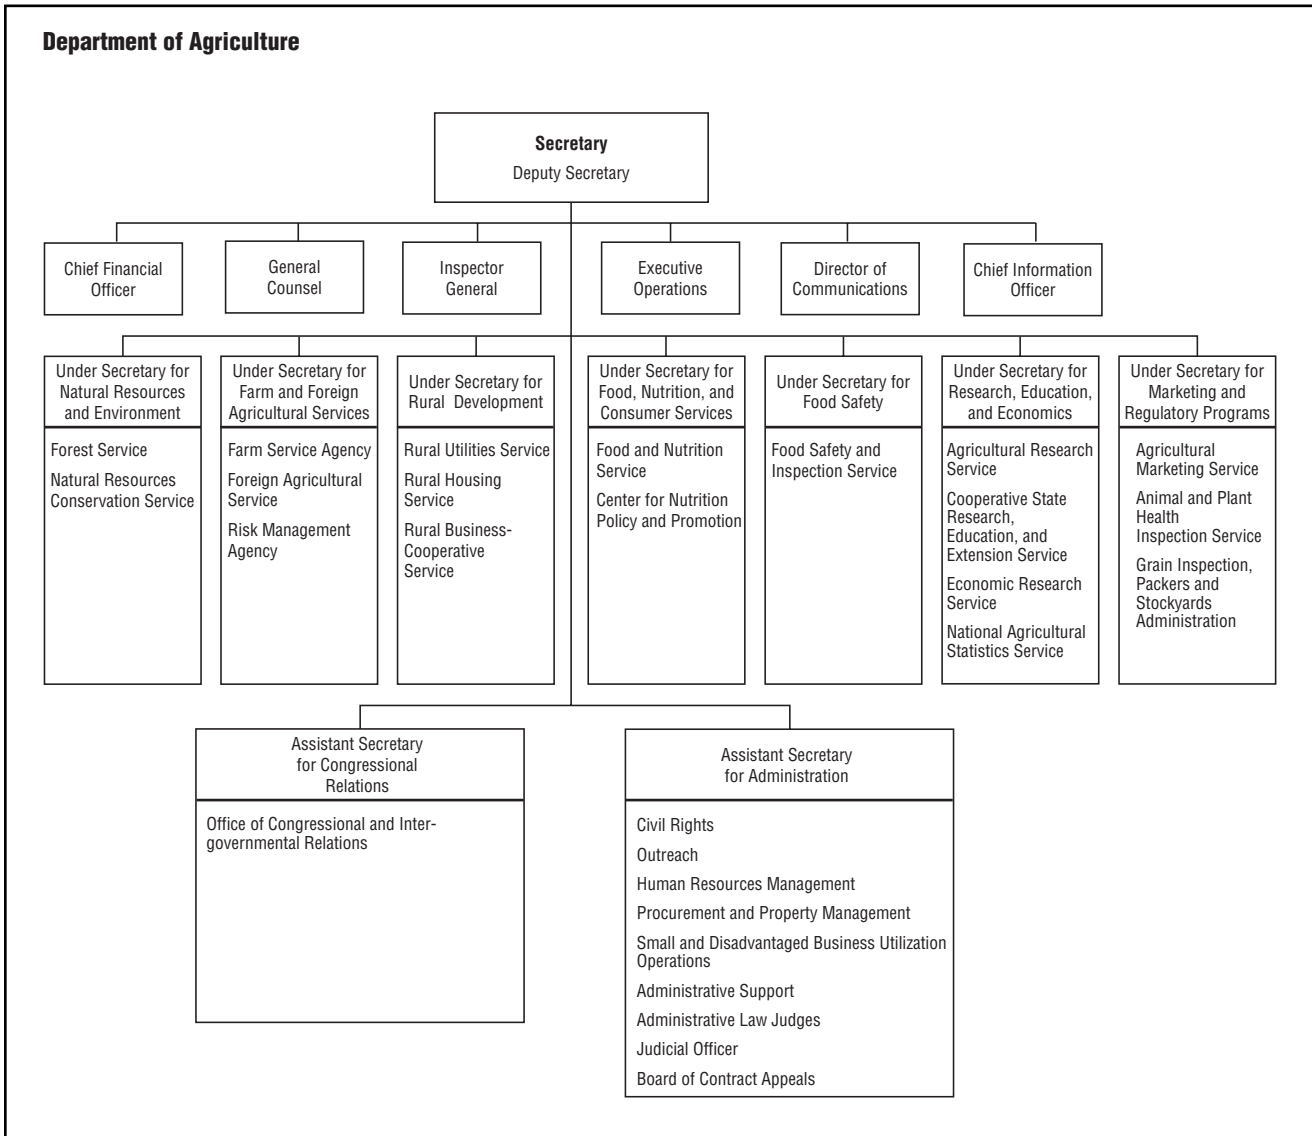 Department of Agriculture
Secretary
Deputy Secretary
Chief Financial
Officer
General
Counsel
Inspector
General
Executive
Operations
Director of
Communications
Chief Information
Officer
Under Secretary for
Natural Resources
and Environment
Forest Service
Natural Resources
Conservation Service
Under Secretary for
Farm and Foreign
Agricultural Services
Farm Service Agency
Foreign Agricultural
Service
Risk Management
Agency
Under Secretary for
Rural Development
Rural Utilities Service
Rural Housing
Service
Rural Business-
Cooperative
Service
Under Secretary for
Food, Nutrition, and
Consumer Services
Food and Nutrition
Service
Center for Nutrition
Policy and Promotion
Under Secretary for
Food Safety
Food Safety and
Inspection Service
Under Secretary for
Research, Education,
and Economics
Agricultural Research
Service
Cooperative State
Research,
Education, and
Extension Service
Economic Research
Service
National Agricultural
Statistics Service
Under Secretary for
Marketing and
Regulatory Programs
Agricultural
Marketing Service
Animal and Plant
Health
Inspection Service
Grain Inspection,
Packers and
Stockyards
Administration
Assistant Secretary
for Congressional
Relations
Office of Congressional and Inter-
governmental Relations
Assistant Secretary
for Administration
Civil Rights
Outreach
Human Resources Management
Procurement and Property Management
Small and Disadvantaged Business Utilization
Operations
Administrative Support
Administrative Law Judges
Judicial Officer
Board of Contract Appeals